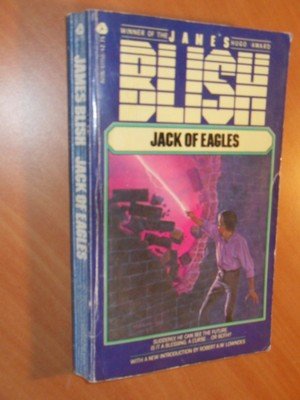 WINNER OF THE HUGO AWARD
JAMES
BLISH
JACK OF EAGLES
SUDDENLY, HE CAN SEE THE FUTURE.
IS IT A BLESSING, A CURSE... OR BOTH?
WITH A NEW INTRODUCTION BY ROBERT A.W. LOWNDES
JAMES BLISH JACK OF EAGLES